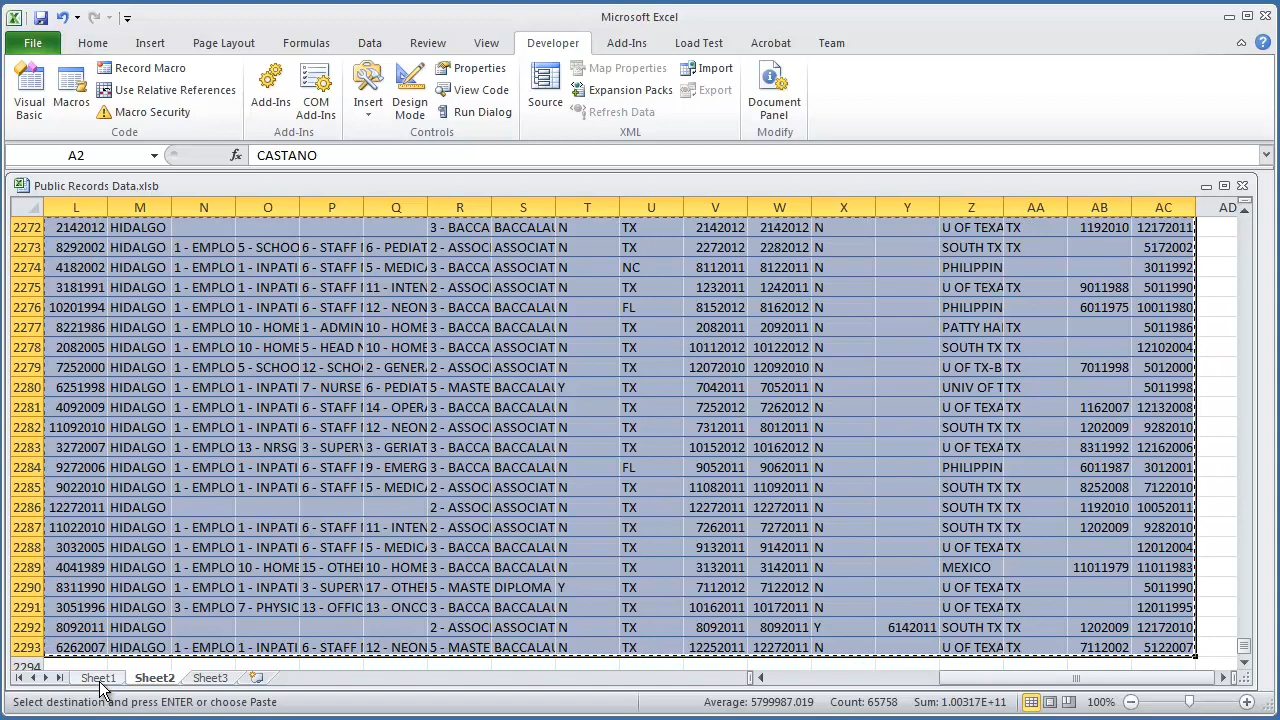 Microsoft Excel
File Home Insert Page Layout Formulas Data Review View Developer Add-Ins Load Test Acrobat Team
Visual Basic Macros Record Macro Use Relative References Macro Security Code
Add-Ins COM Add-Ins Add-Ins
Insert Design Mode Properties View Code Run Dialog Controls
Source Map Properties Expansion Packs Refresh Data Import Export XML
Document Panel Modify
A2 fx CASTANO
Public Records Data.xlsb
L M N O P Q R S T U V W X Y Z AA AB AC AD
2272 2142012 HIDALGO 3 - BACCA BACCALAU N TX 2142012 2142012 N U OF TEXA TX 1192010 12172011
2273 8292002 HIDALGO 1 - EMPLO 5 - SCHOO 6 - STAFF N 6 - PEDIAT 2 - ASSOC ASSOCIAT N TX 2272012 2282012 N SOUTH TX TX 5172002
2274 4182002 HIDALGO 1 - EMPLO 1 - INPATI 6 - STAFF N 5 - MEDICA 3 - BACCA ASSOCIAT N NC 8112011 8122011 N PHILIPPIN 3011992
2275 3181991 HIDALGO 1 - EMPLO 1 - INPATI 6 - STAFF N 11 - INTEN 2 - ASSOC ASSOCIAT N TX 1232011 1242011 N U OF TEXA TX 9011988 5011990
2276 10201994 HIDALGO 1 - EMPLO 1 - INPATI 6 - STAFF N 12 - NEON 3 - BACCA BACCALAU N FL 8152012 8162012 N PHILIPPIN 6011975 10011980
2277 8221986 HIDALGO 1 - EMPLO 10 - HOME 1 - ADMIN 10 - HOME 3 - BACCA ASSOCIAT N TX 2082011 2092011 N PATTY HAI TX 5011986
2278 2082005 HIDALGO 1 - EMPLO 10 - HOME 5 - HEAD N 10 - HOME 3 - BACCA ASSOCIAT N TX 10112012 10122012 N SOUTH TX TX 12102004
2279 7252000 HIDALGO 1 - EMPLO 5 - SCHOO 12 - SCHO 2 - GENER 2 - ASSOC ASSOCIAT N TX 12072010 12092010 N U OF TX-B TX 7011998 5012000
2280 6251998 HIDALGO 1 - EMPLO 1 - INPATI 7 - NURSE 6 - PEDIAT 5 - MASTE BACCALAU Y TX 7042011 7052011 N UNIV OF T TX 5011998
2281 4092009 HIDALGO 1 - EMPLO 1 - INPATI 6 - STAFF N 14 - OPER 3 - BACCA BACCALAU N TX 7252012 7262012 N U OF TEXA TX 1162007 12132008
2282 11092010 HIDALGO 1 - EMPLO 1 - INPATI 6 - STAFF N 12 - NEON 2 - ASSOC ASSOCIAT N TX 7312011 8012011 N SOUTH TX TX 1202009 9282010
2283 3272007 HIDALGO 1 - EMPLO 13 - NRSG 3 - SUPERV 3 - GERIAT 3 - BACCA BACCALAU N TX 10152012 10162012 N U OF TEXA TX 8311992 12162006
2284 9272006 HIDALGO 1 - EMPLO 1 - INPATI 6 - STAFF N 9 - EMERG 3 - BACCA BACCALAU N FL 9052011 9062011 N PHILIPPIN 6011987 3012001
2285 9022010 HIDALGO 1 - EMPLO 1 - INPATI 6 - STAFF N 5 - MEDICA 2 - ASSOC ASSOCIAT N TX 11082011 11092011 N SOUTH TX TX 8252008 7122010
2286 12272011 HIDALGO 2 - ASSOC ASSOCIAT N TX 12272011 12272011 N SOUTH TX TX 1192010 10052011
2287 11022010 HIDALGO 1 - EMPLO 1 - INPATI 6 - STAFF N 11 - INTEN 2 - ASSOC ASSOCIAT N TX 7262011 7272011 N SOUTH TX TX 1202009 9282010
2288 3032005 HIDALGO 1 - EMPLO 1 - INPATI 6 - STAFF N 5 - MEDICA 3 - BACCA BACCALAU N TX 9132011 9142011 N U OF TEXA TX 12012004
2289 4041989 HIDALGO 1 - EMPLO 10 - HOME 15 - OTHE 10 - HOME 3 - BACCA BACCALAU N TX 3132011 3142011 N MEXICO 11011979 11011983
2290 8311990 HIDALGO 1 - EMPLO 1 - INPATI 3 - SUPERV 17 - OTHE 5 - MASTE DIPLOMA Y TX 7112012 7122012 N U OF TEXA TX 5011990
2291 3051996 HIDALGO 3 - EMPLO 7 - PHYSIC 13 - OFFIC 13 - ONCO 3 - BACCA BACCALAU N TX 10162011 10172011 N U OF TEXA TX 12011995
2292 8092011 HIDALGO 2 - ASSOC ASSOCIAT N TX 8092011 8092011 Y 6142011 SOUTH TX TX 1202009 12172010
2293 6262007 HIDALGO 1 - EMPLO 1 - INPATI 6 - STAFF N 12 - NEON 5 - MASTE BACCALAU N TX 12252011 12272011 N U OF TEXA TX 7112002 5122007
2294
Sheet1 Sheet2 Sheet3
Select destination and press ENTER or choose Paste Average: 5799987.019 Count: 65758 Sum: 1.00317E+11 100%